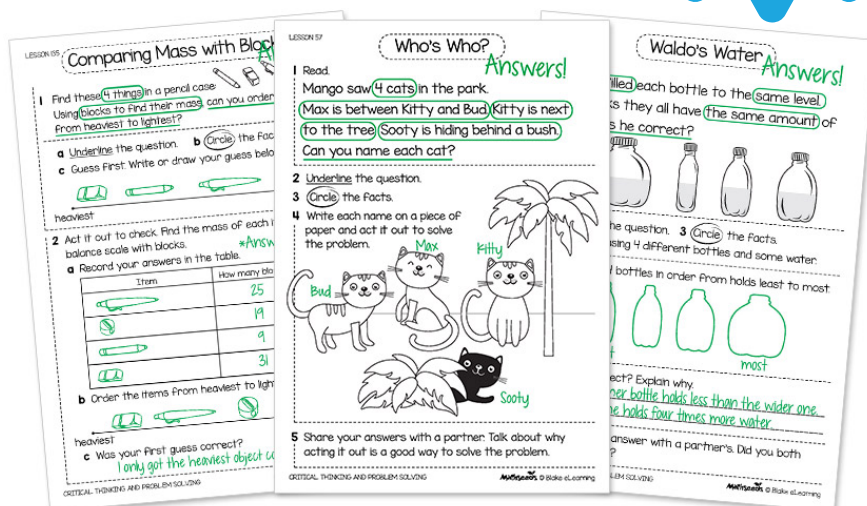 LESSON 135
Comparing Mass with Block
1 Find these 4 things in a pencil case.
Using blocks to find their mass, can you order
from heaviest to lightest?
a Underline the question. b Circle the fac
c Guess First. Write or draw your guess belo
heaviest
2 Act it out to check. Find the mass of each i
balance scale with blocks.
*Answ
a Record your answers in the table.
Item How many blo
25
19
9
31
b Order the items from heaviest to ligh
heaviest
c Was your first guess correct?
I only got the heaviest object co
CRITICAL THINKING AND PROBLEM SOLVING
LESSON 57
Who's Who?
Answers!
1 Read.
Mango saw 4 cats in the park.
Max is between Kitty and Bud. Kitty is next
to the tree. Sooty is hiding behind a bush.
Can you name each cat?
2 Underline the question.
3 Circle the facts.
4 Write each name on a piece of
paper and act it out to solve
the problem.
Max
Kitty
Bud
Sooty
5 Share your answers with a partner. Talk about why
acting it out is a good way to solve the problem.
CRITICAL THINKING AND PROBLEM SOLVING
Mathseeds © Blake eLearning
Waldo's Water
Answers!
filled each bottle to the same level.
ks they all have the same amount of
s he correct?
he question. 3 Circle the facts.
sing 4 different bottles and some water.
bottles in order from holds least to most.
most
ect? Explain why.
ner bottle holds less than the wider one.
e holds four times more water.
answer with a partner's. Did you both
?
LEM SOLVING
Mathseeds © Blake eLearning